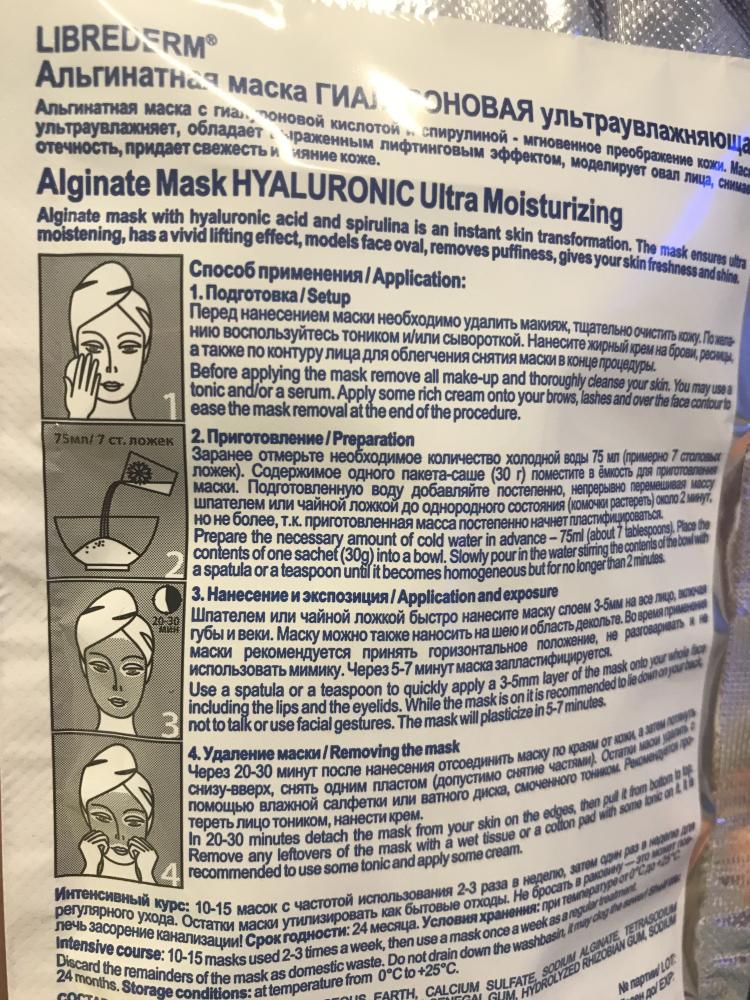 LIBREDERM®
Альгинатная маска ГИА ОНОВАЯ ультраувлажняюща
Альгинатная маска с гиалуроновой кислотой и спирулиной - мгновенное преображение кожи. Мас
ультраувлажняет, обладает выраженным лифтинговым эффектом, моделирует овал лица, снима
отечность, придает свежесть и сияние коже.
Alginate Mask HYALURONIC Ultra Moisturizing
Alginate mask with hyaluronic acid and spirulina is an instant skin transformation. The mask ensures ultra
moistening, has a vivid lifting effect, models face oval, removes puffiness, gives your skin freshness and shine.
Способ применения / Application:
1. Подготовка / Setup
Перед нанесением маски необходимо удалить макияж, тщательно очистить кожу. По жела-
нию воспользуйтесь тоником и/или сывороткой. Нанесите жирный крем на брови, ресницы,
а также по контуру лица для облегчения снятия маски в конце процедуры.
Before applying the mask remove all make-up and thoroughly cleanse your skin. You may use a
tonic and/or a serum. Apply some rich cream onto your brows, lashes and over the face contour to
ease the mask removal at the end of the procedure.
1
75мл/ 7 ст. ложек
2
2. Приготовление / Preparation
Заранее отмерьте необходимое количество холодной воды 75 мл (примерно 7 столовых
ложек). Содержимое одного пакета-саше (30 г) поместите в ёмкость для приготовления
маски. Подготовленную воду добавляйте постепенно, непрерывно перемешивая массу
шпателем или чайной ложкой до однородного состояния (комочки растереть) около 2 минут,
но не более, т.к. приготовленная масса постепенно начнет пластифицироваться.
Prepare the necessary amount of cold water in advance – 75ml (about 7 tablespoons). Place the
contents of one sachet (30g) into a bowl. Slowly pour in the water stirring the contents of the bowl with
a spatula or a teaspoon until it becomes homogeneous but for no longer than 2 minutes.
20-30
мин
3
3. Нанесение и экспозиция / Application and exposure
Шпателем или чайной ложкой быстро нанесите маску слоем 3-5мм на все лицо, включая
губы и веки. Маску можно также наносить на шею и область декольте. Во время применения
маски рекомендуется принять горизонтальное положение, не разговаривать и не
использовать мимику. Через 5-7 минут маска запластифицируется.
Use a spatula or a teaspoon to quickly apply a 3-5mm layer of the mask onto your whole face
including the lips and the eyelids. While the mask is on it is recommended to lie down on your back,
not to talk or use facial gestures. The mask will plasticize in 5-7 minutes.
4
4. Удаление маски / Removing the mask
Через 20-30 минут после нанесения отсоединить маску по краям от кожи, а затем потянуть
снизу-вверх, снять одним пластом (допустимо снятие частями). Остатки маски удалить с
помощью влажной салфетки или ватного диска, смоченного тоником. Рекомендуется про-
тереть лицо тоником, нанести крем.
In 20-30 minutes detach the mask from your skin on the edges, then pull it from bottom to top.
Remove any leftovers of the mask with a wet tissue or a cotton pad with some tonic on it. It is
recommended to use some tonic and apply some cream.
Интенсивный курс: 10-15 масок с частотой использования 2-3 раза в неделю, затем один раз в неделю для
регулярного ухода. Остатки маски утилизировать как бытовые отходы. Не бросать в раковину — это может пов-
лечь засорение канализации! Срок годности: 24 месяца. Условия хранения: при температуре от 0°С до +25°С.
Intensive course: 10-15 masks used 2-3 times a week, then use a mask once a week as a regular treatment.
Discard the remainders of the mask as domestic waste. Do not drain down the washbasin, it may clog the sewer! Shelf life:
24 months. Storage conditions: at temperature from 0°C to +25°C.
EARTH, CALCIUM SULFATE, SODIUM ALGINATE, TETRASODIUM
GUM, HYDROLYZED RHIZOBIAN GUM, SODIUM
№ партии/ LOT:
EXP: